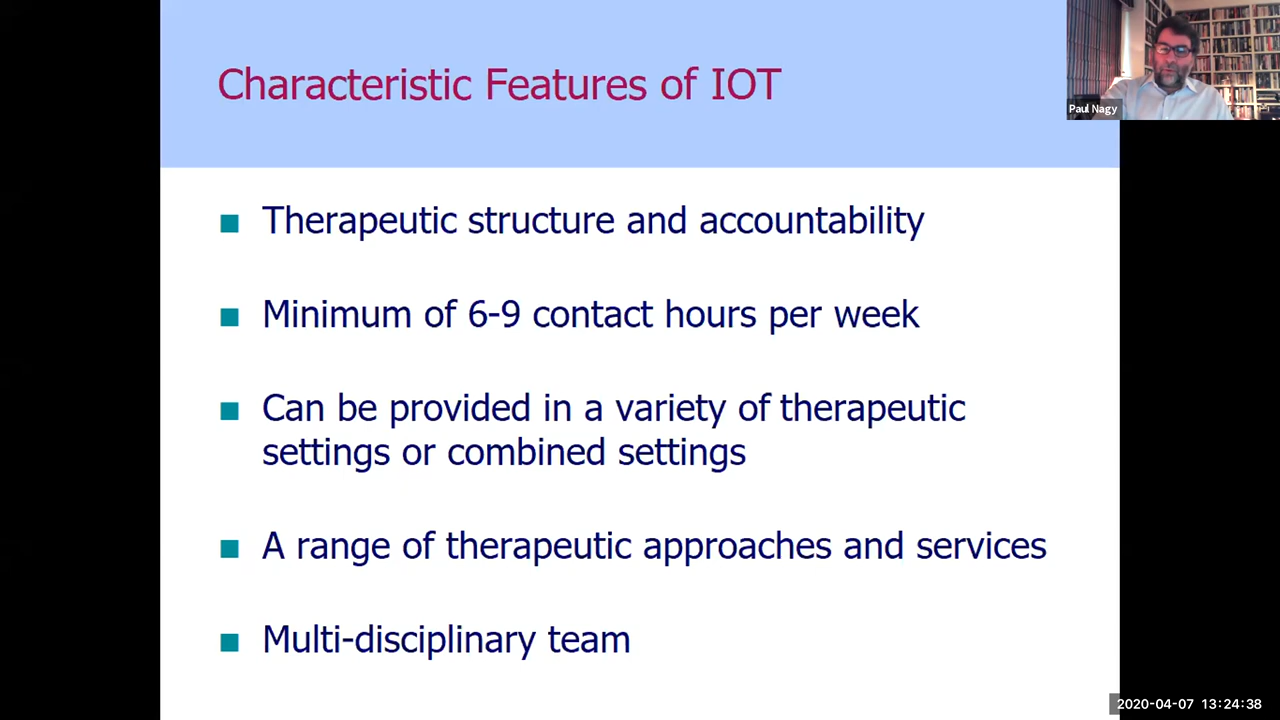 Characteristic Features of IOT
Paul Nagy
Therapeutic structure and accountability
Minimum of 6-9 contact hours per week
Can be provided in a variety of therapeutic
settings or combined settings
A range of therapeutic approaches and services
Multi-disciplinary team
2020-04-07 13:24:38